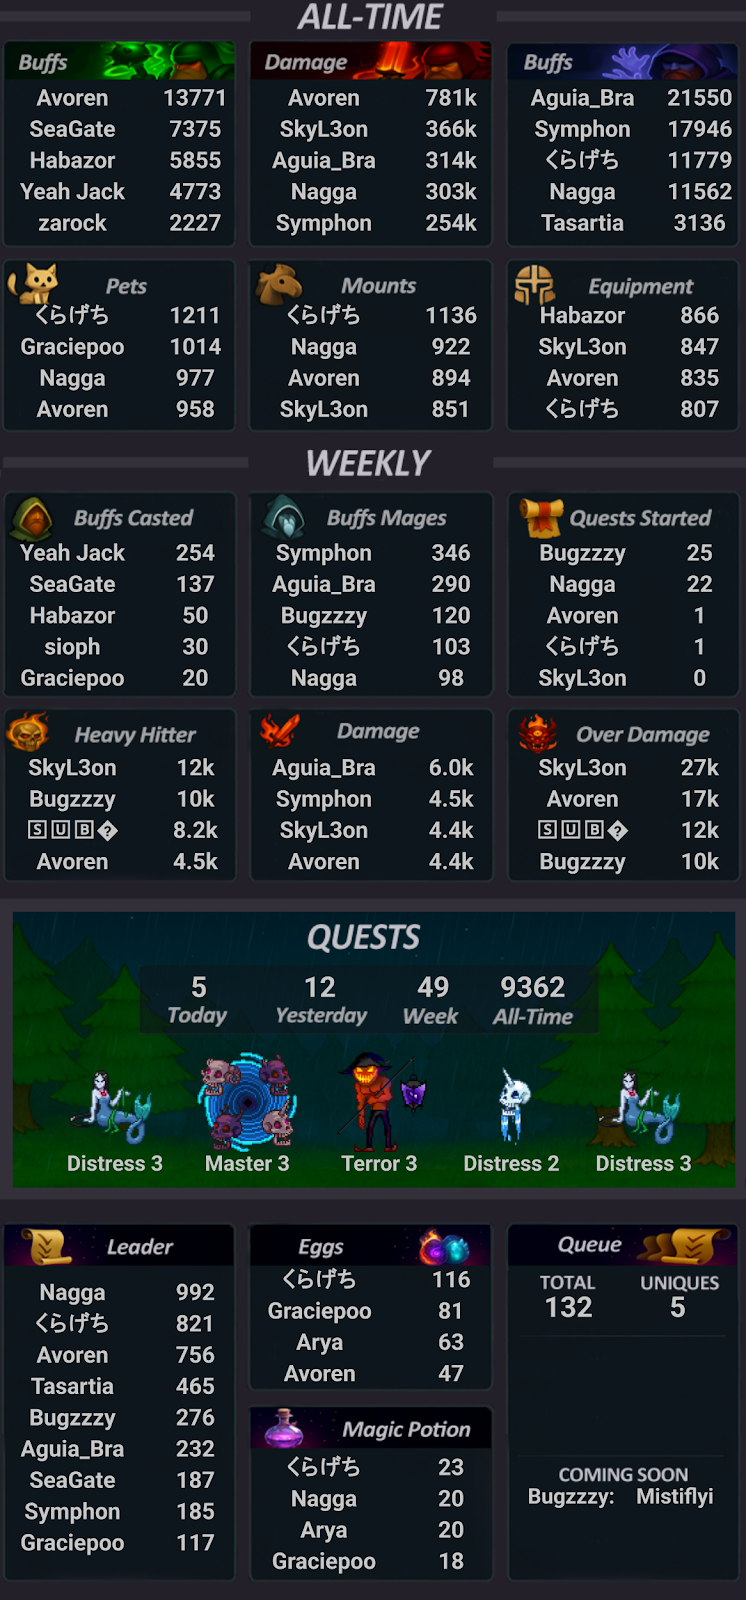 ALL-TIME
Buffs
Avoren 13771
SeaGate 7375
Habazor 5855
Yeah Jack 4773
zarock 2227
Damage
Avoren 781k
SkyL3on 366k
Aguia_Bra 314k
Nagga 303k
Symphon 254k
Buffs
Aguia_Bra 21550
Symphon 17946
くらげち 11779
Nagga 11562
Tasartia 3136
Pets
くらげち 1211
Graciepoo 1014
Nagga 977
Avoren 958
Mounts
くらげち 1136
Nagga 922
Avoren 894
SkyL3on 851
Equipment
Habazor 866
SkyL3on 847
Avoren 835
くらげち 807
WEEKLY
Buffs Casted
Yeah Jack 254
SeaGate 137
Habazor 50
sioph 30
Graciepoo 20
Buffs Mages
Symphon 346
Aguia_Bra 290
Bugzzzy 120
くらげち 103
Nagga 98
Quests Started
Bugzzzy 25
Nagga 22
Avoren 1
くらげち 1
SkyL3on 0
Heavy Hitter
SkyL3on 12k
Bugzzzy 10k
🅂🅄🄱� 8.2k
Avoren 4.5k
Damage
Aguia_Bra 6.0k
Symphon 4.5k
SkyL3on 4.4k
Avoren 4.4k
Over Damage
SkyL3on 27k
Avoren 17k
🅂🅄🄱� 12k
Bugzzzy 10k
QUESTS
5 12 49 9362
Today Yesterday Week All-Time
Distress 3 Master 3 Terror 3 Distress 2 Distress 3
Leader
Nagga 992
くらげち 821
Avoren 756
Tasartia 465
Bugzzzy 276
Aguia_Bra 232
SeaGate 187
Symphon 185
Graciepoo 117
Eggs
くらげち 116
Graciepoo 81
Arya 63
Avoren 47
Magic Potion
くらげち 23
Nagga 20
Arya 20
Graciepoo 18
Queue
TOTAL UNIQUES
132 5
COMING SOON
Bugzzzy: Mistiflyi